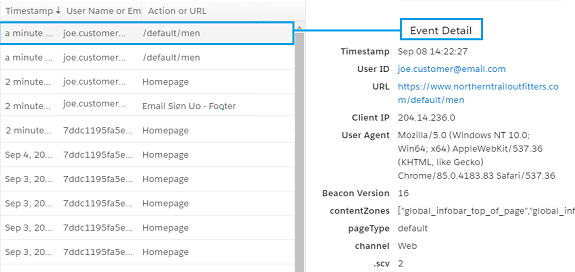 Timestamp ↓ User Name or Em Action or URL
a minute ... joe.customer... /default/men
a minute ... joe.customer... /default/men
2 minute... joe.customer... Homepage
2 minute... joe.customer... Email Sign Up - Footer
2 minute... 7ddc1195fa5e... Homepage
Sep 4, 20... 7ddc1195fa5e... Homepage
Sep 3, 20... 7ddc1195fa5e... Homepage
Sep 3, 20... 7ddc1195fa5e... Homepage
Sep 3, 20... 7ddc1195fa5e... Homepage
Sep 3, 20... 7ddc1195fa5e... Homepage
Event Detail
Timestamp Sep 08 14:22:27
User ID joe.customer@email.com
URL https://www.northerntrailoutfitters.co
m/default/men
Client IP 204.14.236.0
User Agent Mozilla/5.0 (Windows NT 10.0;
Win64; x64) AppleWebKit/537.36
(KHTML, like Gecko)
Chrome/85.0.4183.83 Safari/537.36
Beacon Version 16
contentZones ["global_infobar_top_of_page","global_inf
pageType default
channel Web
.scv 2